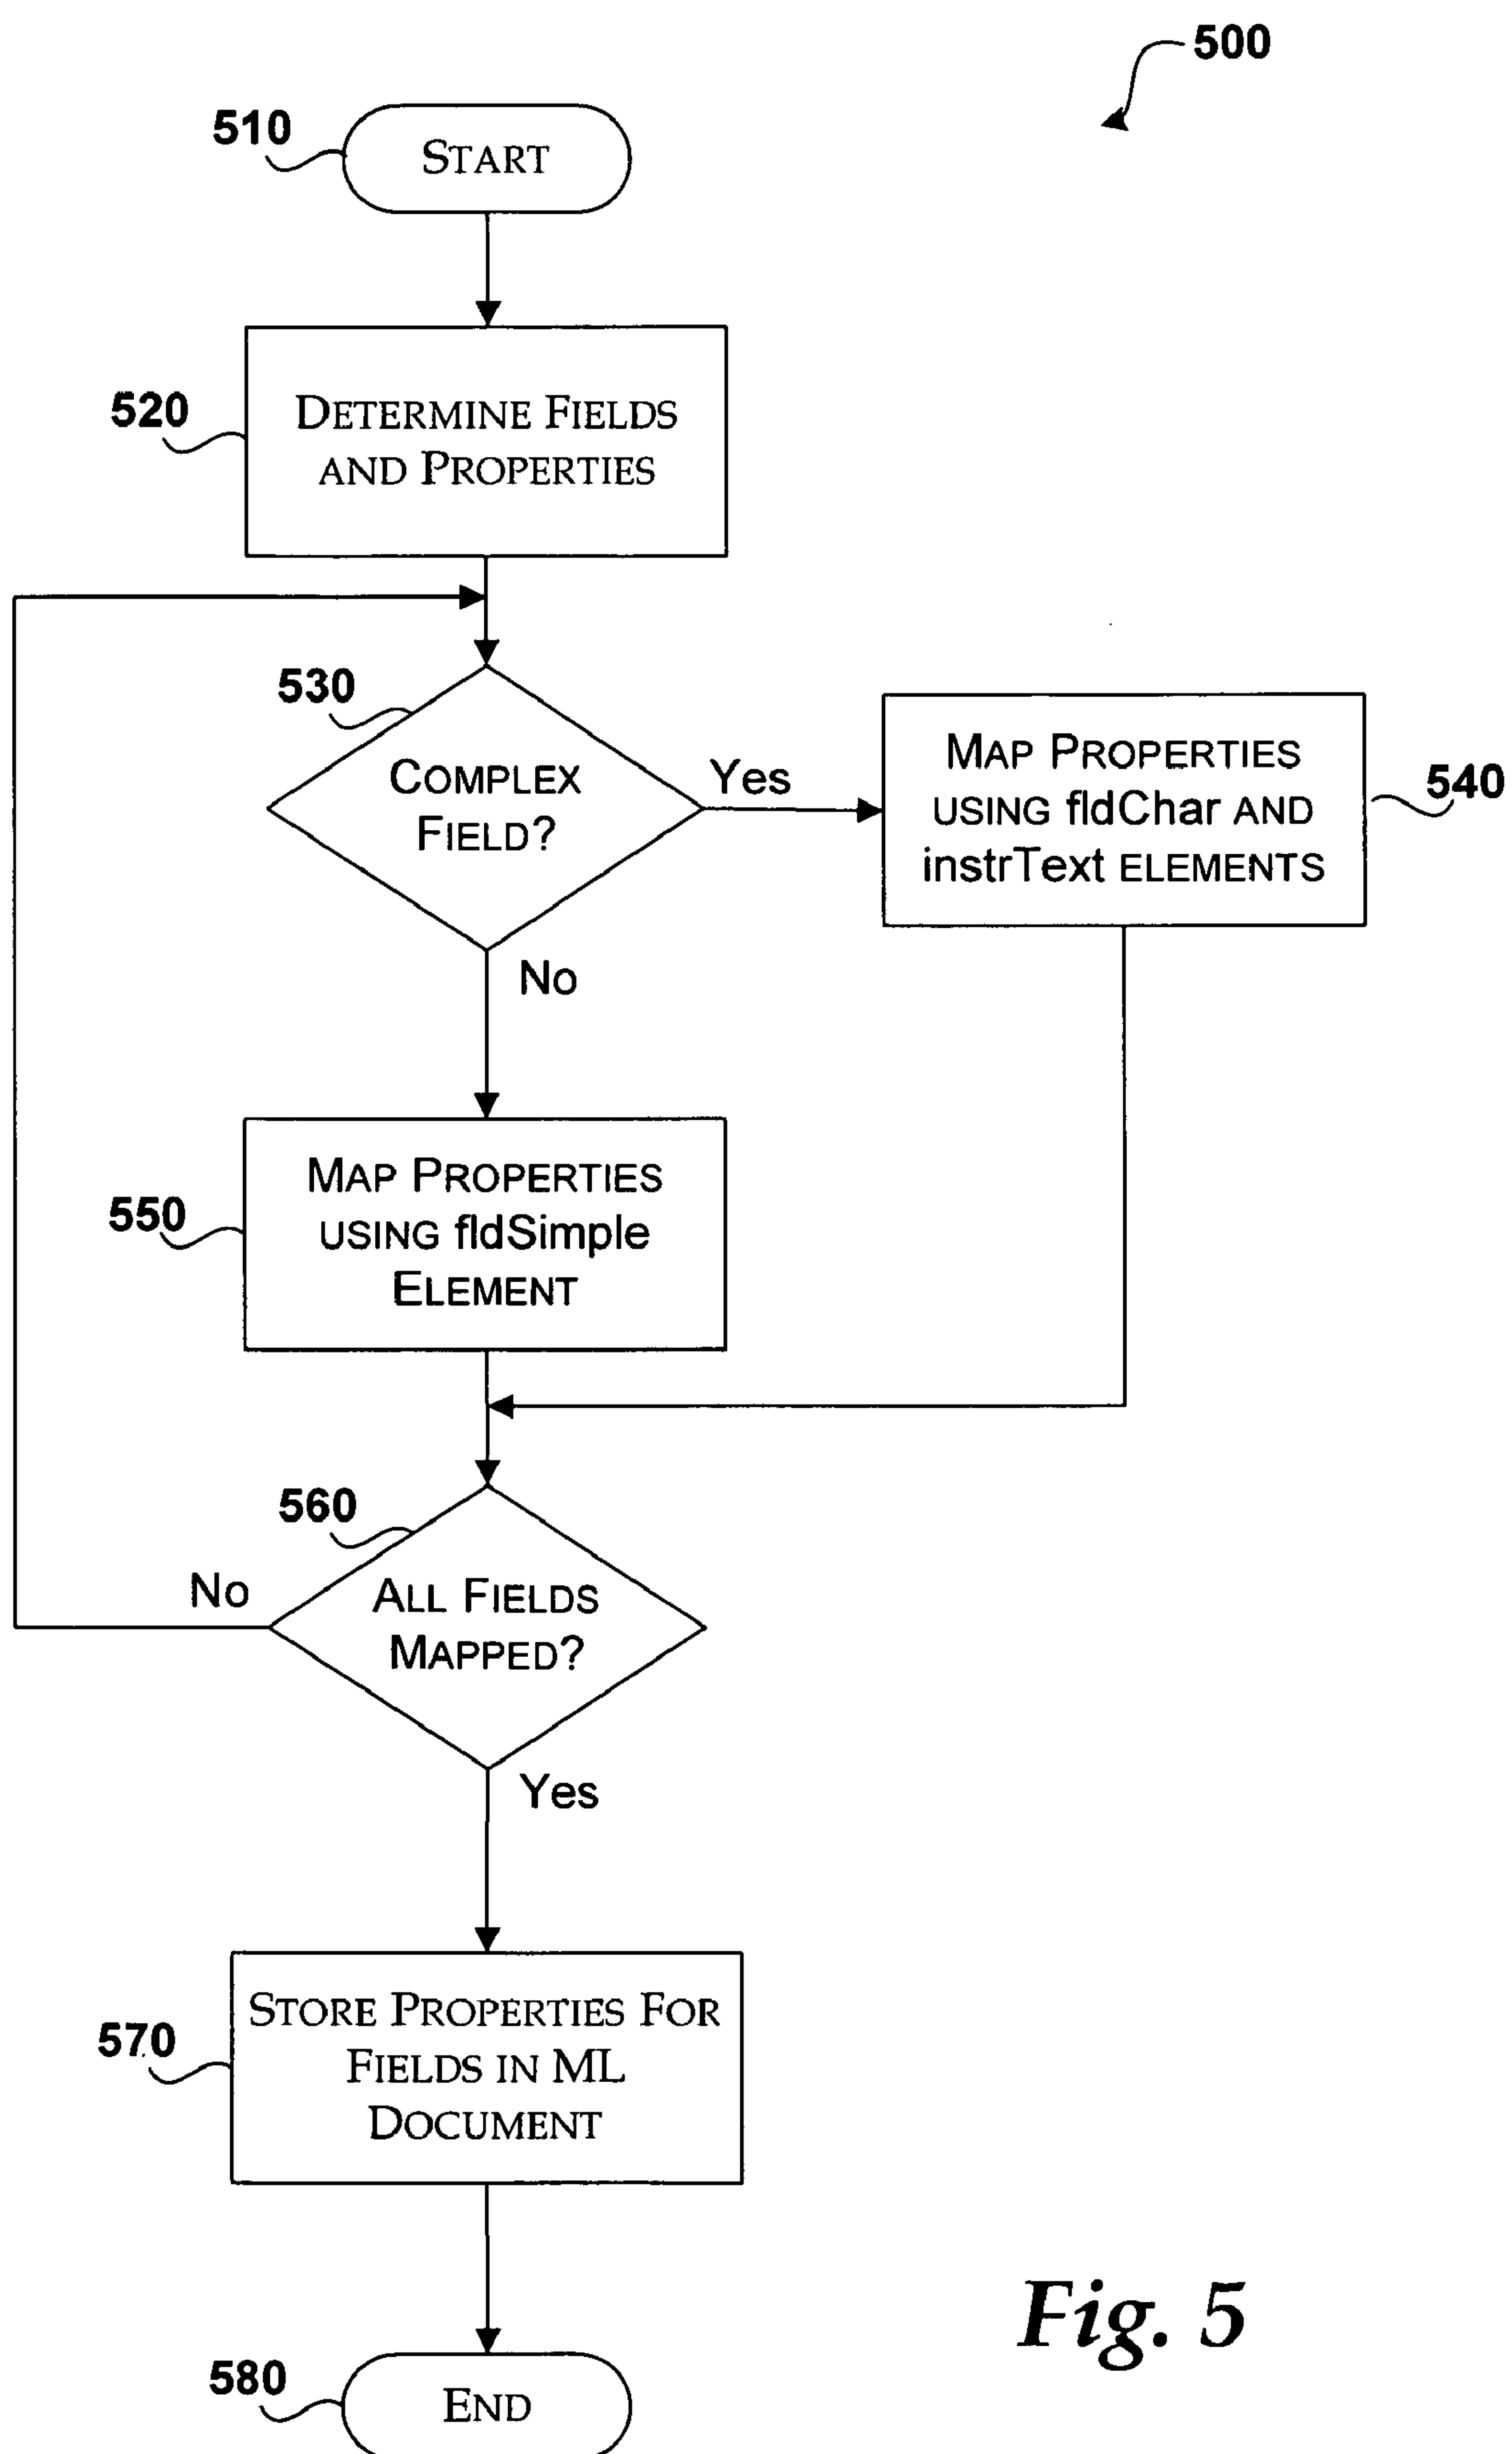 500
510
START
520
DETERMINE FIELDS
AND PROPERTIES
530
COMPLEX
FIELD?
Yes
MAP PROPERTIES
USING fldChar AND
instrText ELEMENTS
540
No
550
MAP PROPERTIES
USING fldSimple
ELEMENT
560
No
ALL FIELDS
MAPPED?
Yes
570
STORE PROPERTIES FOR
FIELDS IN ML
DOCUMENT
580
END
Fig. 5